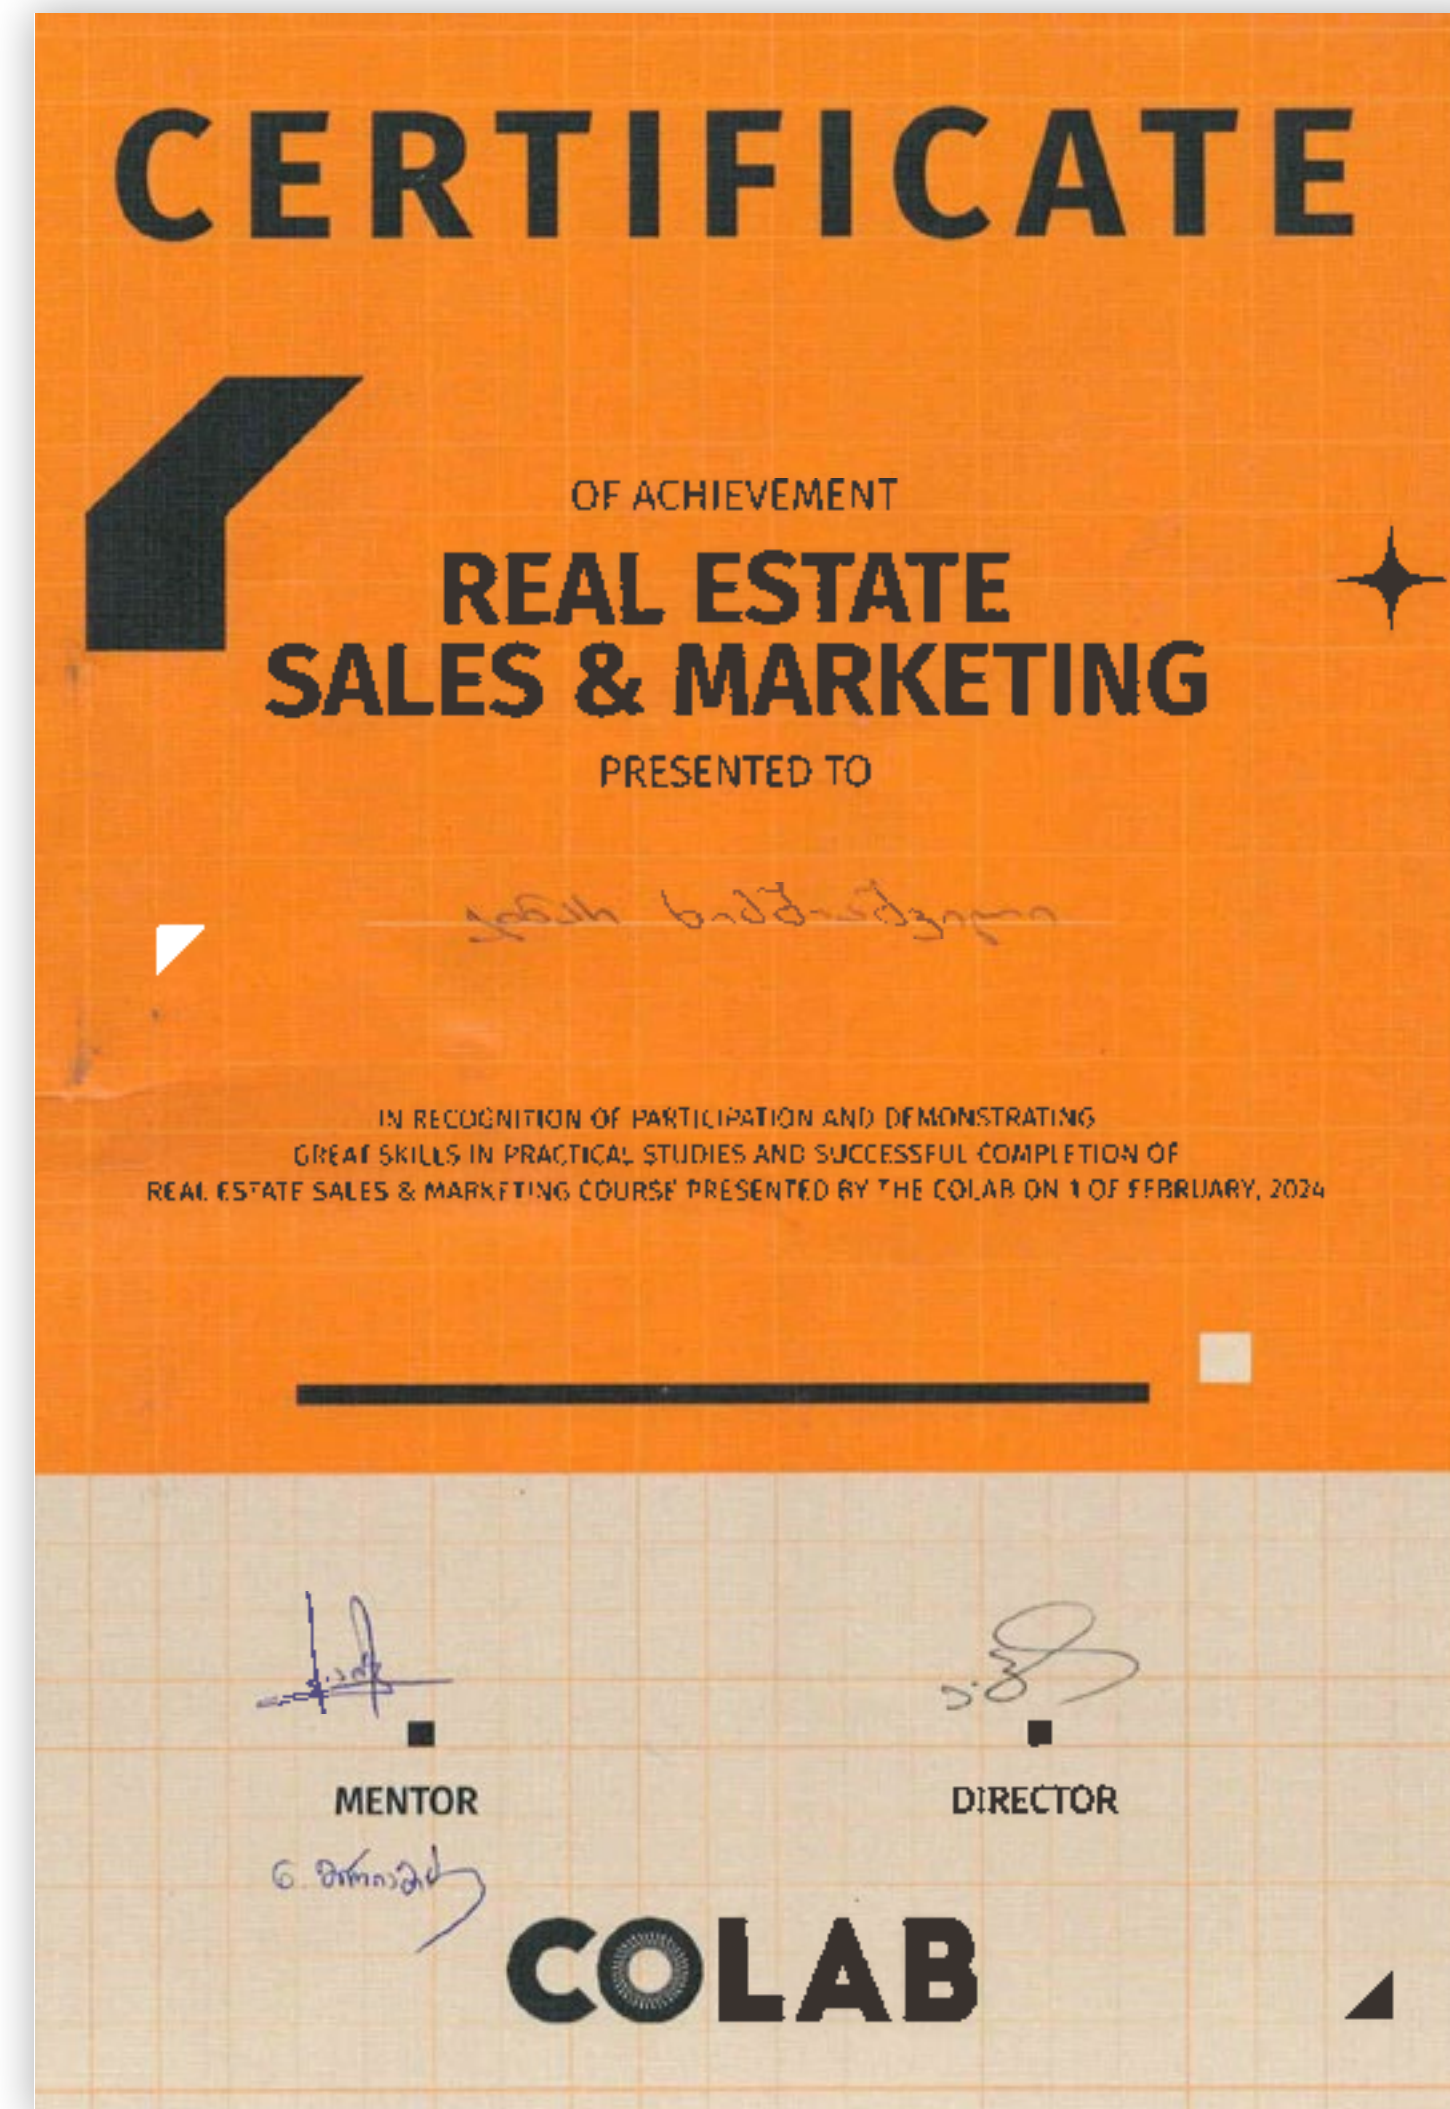 CERTIFICATE
OF ACHIEVEMENT
REAL ESTATE
SALES & MARKETING
PRESENTED TO
IN RECOGNITION OF PARTICIPATION AND DEMONSTRATING
GREAT SKILLS IN PRACTICAL STUDIES AND SUCCESSFUL COMPLETION OF
REAL ESTATE SALES & MARKETING COURSE PRESENTED BY THE COLAB ON 1 OF FEBRUARY, 2024
MENTOR
DIRECTOR
COLAB